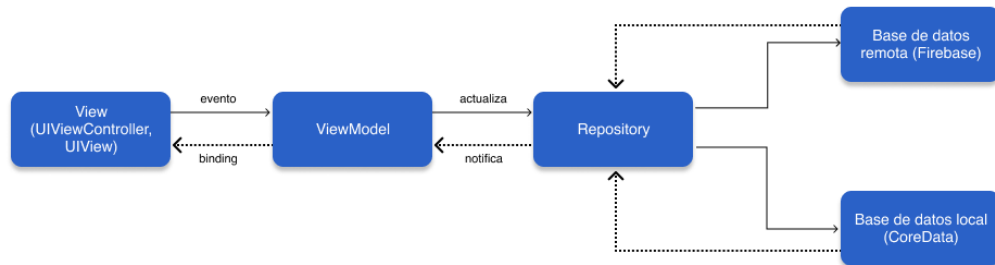 Base de datos
remota (Firebase)
evento
actualiza
View
(UIViewController,
UIView)
ViewModel
Repository
binding
notifica
Base de datos local
(CoreData)